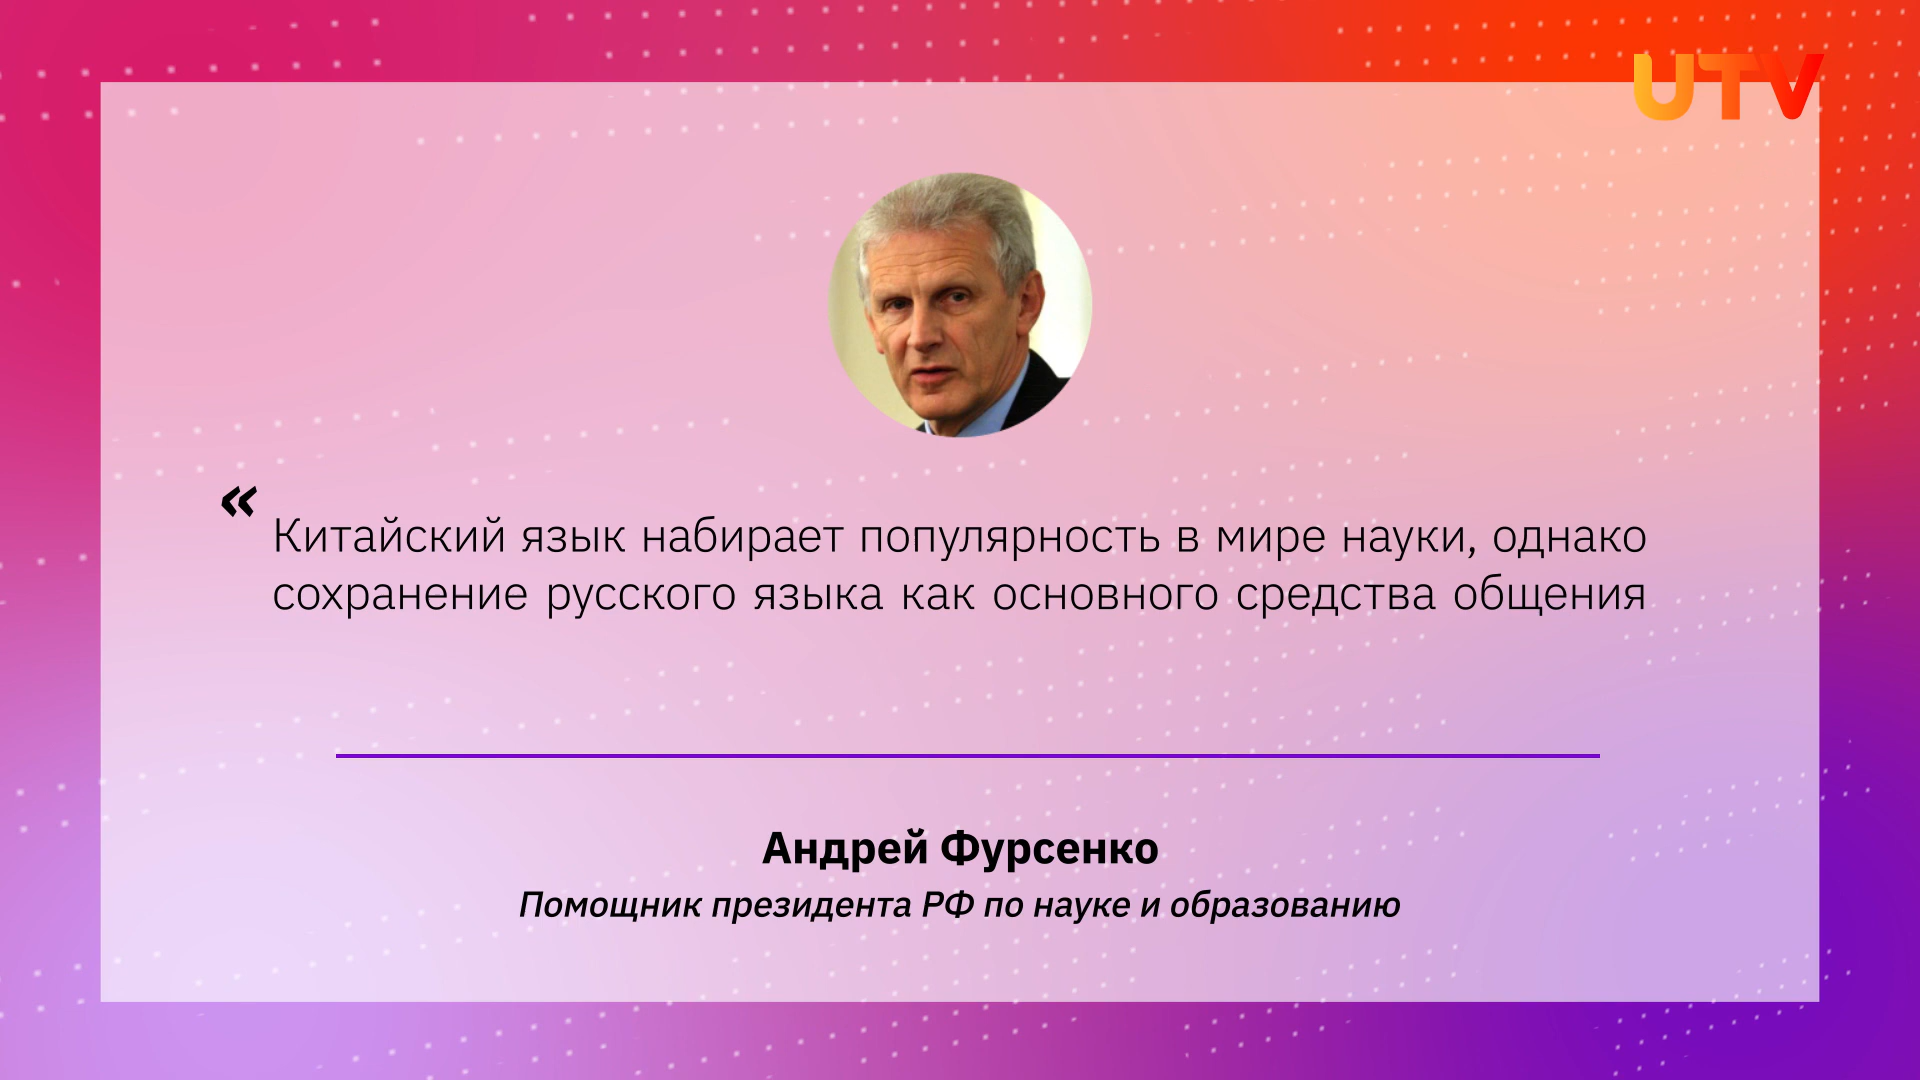 UTV
« Китайский язык набирает популярность в мире науки, однако
сохранение русского языка как основного средства общения
Андрей Фурсенко
Помощник президента РФ по науке и образованию